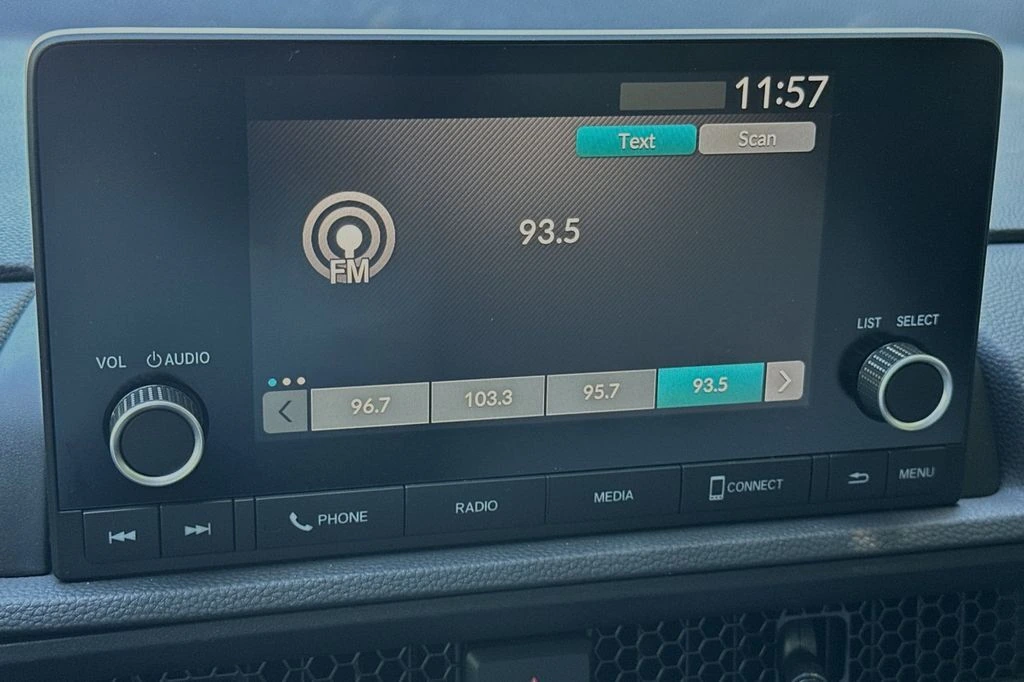 11:57
Text Scan
93.5
FM
LIST SELECT
VOL AUDIO
96.7 103.3 95.7 93.5
PHONE RADIO MEDIA CONNECT MENU